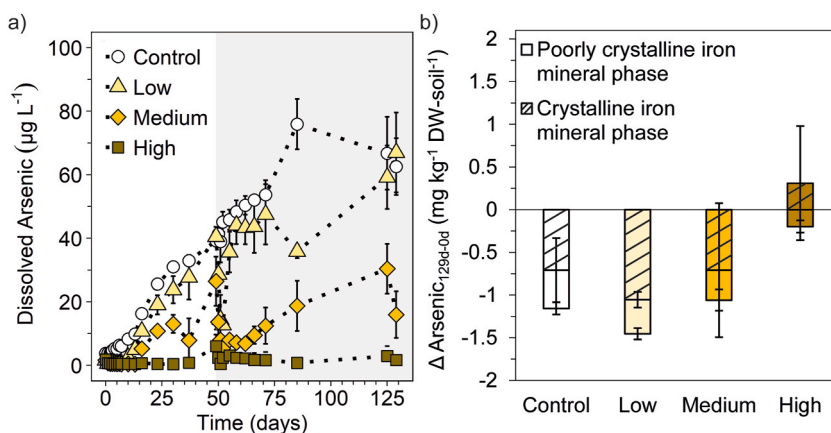 a)
Dissolved Arsenic (µg L-1)
100
80
60
40
20
0
Control
Low
Medium
High
0
25
50
75
100
125
Time (days)
b)
Δ Arsenic129d-0d (mg kg-1 DW-soil-1)
2
1.5
1
0.5
0
-0.5
-1
-1.5
-2
Poorly crystalline iron
mineral phase
Crystalline iron
mineral phase
Control
Low
Medium
High